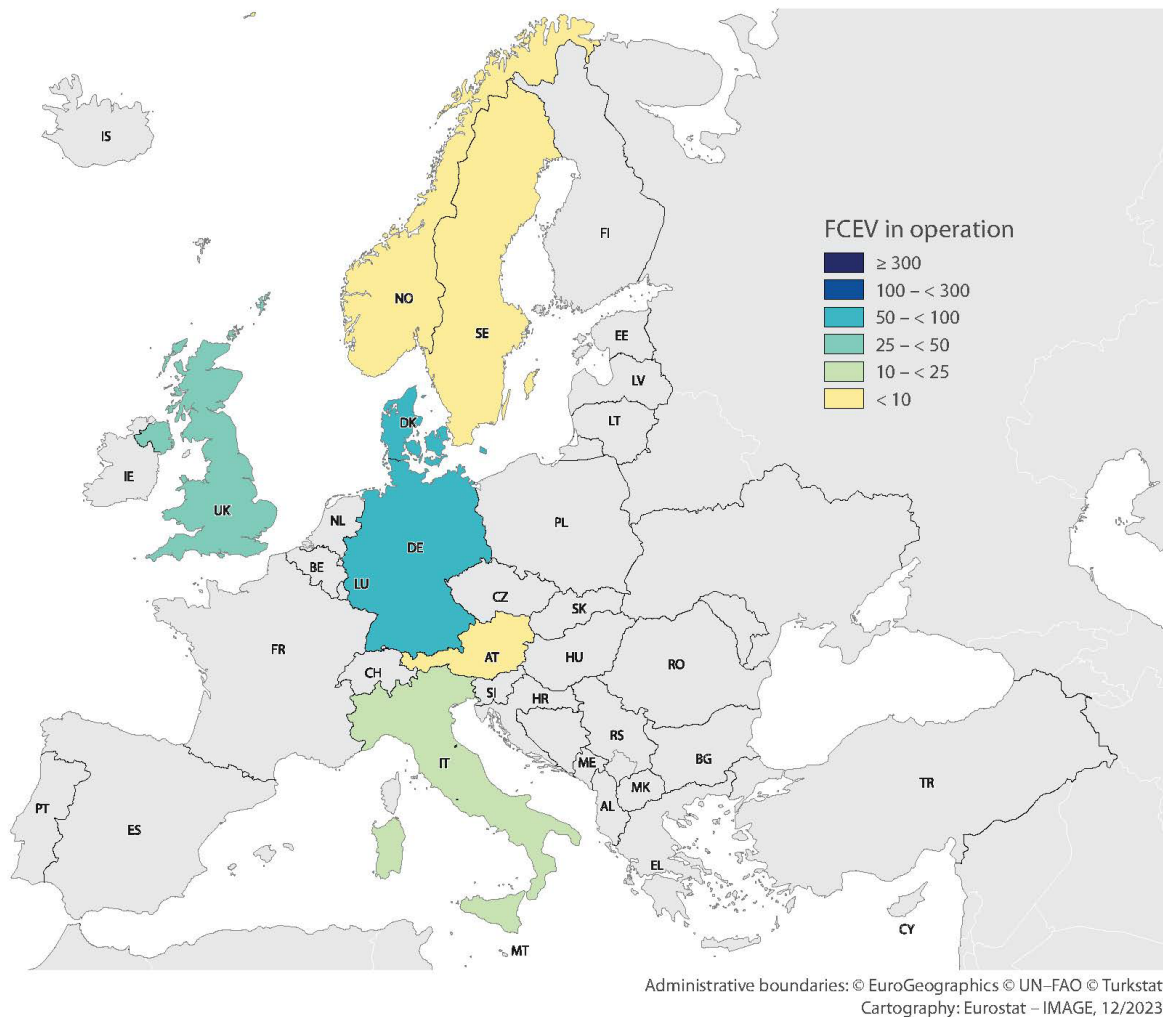 IS
FI
FCEV in operation
≥ 300
100 – < 300
50 – < 100
25 – < 50
10 – < 25
< 10
NO
SE
EE
LV
LT
DK
IE
UK
NL
PL
DE
BE
LU
CZ
SK
FR
AT
HU
RO
CH
SI
HR
RS
IT
ME
BG
MK
TR
PT
AL
ES
EL
CY
MT
Administrative boundaries: © EuroGeographics © UN–FAO © Turkstat
Cartography: Eurostat – IMAGE, 12/2023